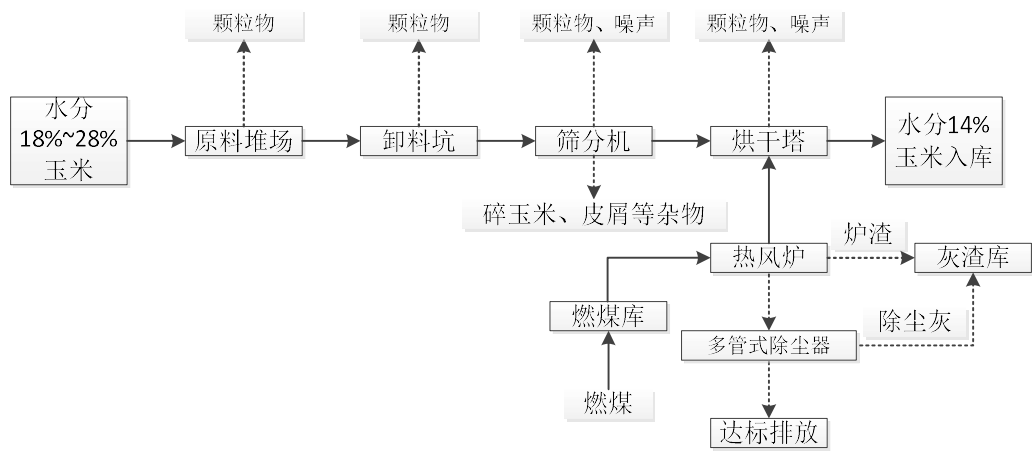 颗粒物
颗粒物
颗粒物、噪声
颗粒物、噪声
水分
18%~28%
玉米
原料堆场
卸料坑
筛分机
烘干塔
水分14%
玉米入库
碎玉米、皮屑等杂物
热风炉
炉渣
灰渣库
燃煤库
多管式除尘器
除尘灰
燃煤
达标排放